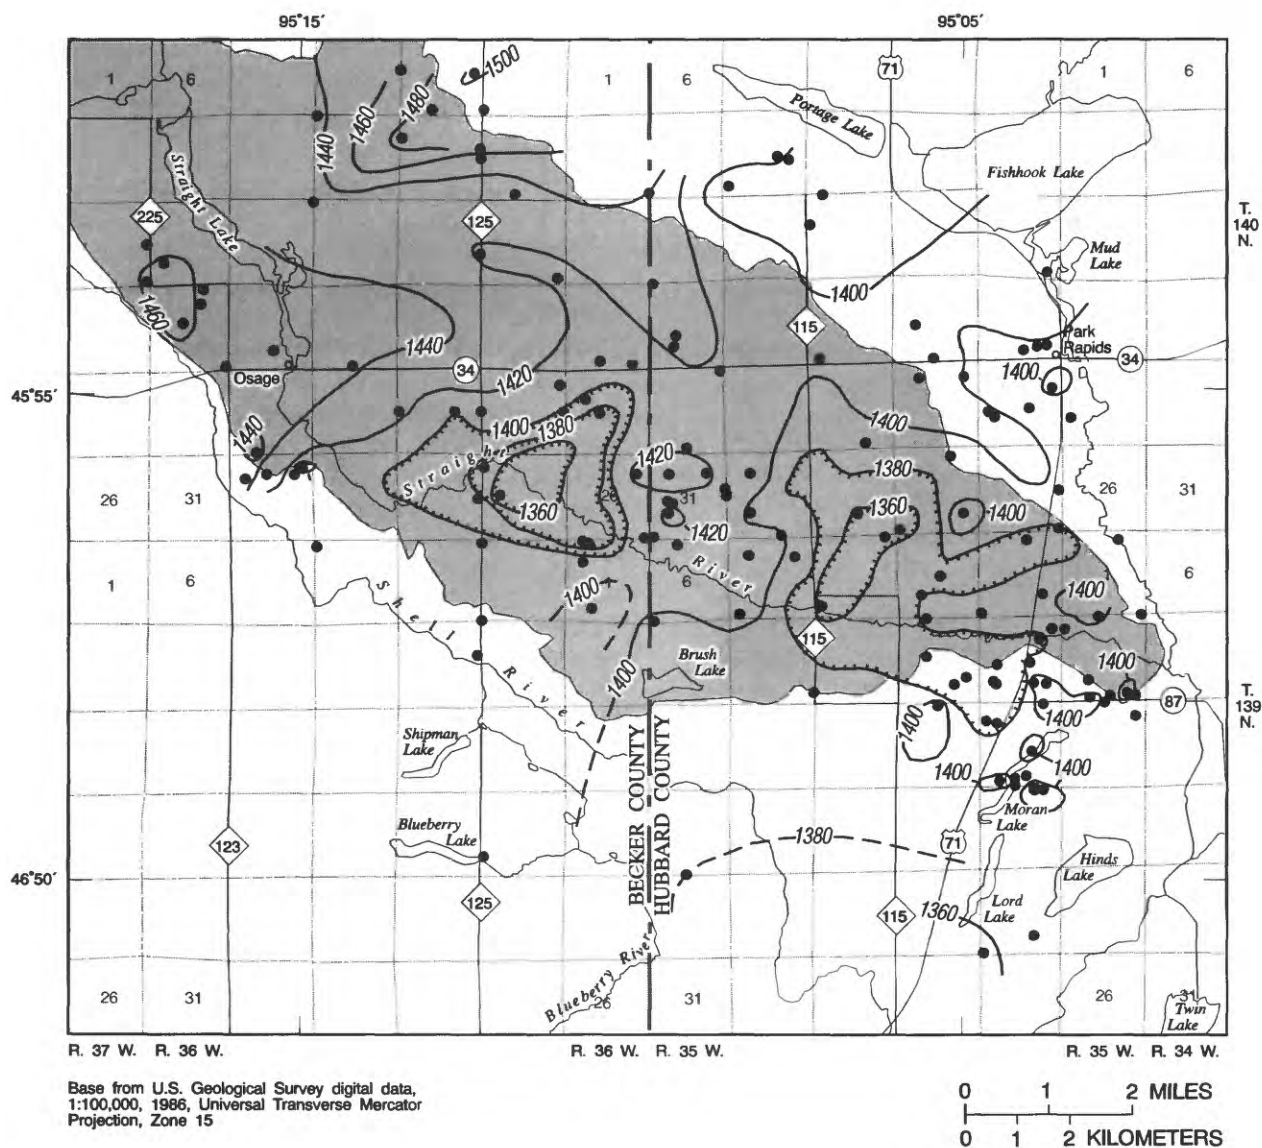 95°15′ 95°05′
1 6 1500 1 6 71 1 6
1460 1480
1440
Portage Lake
Fishhook Lake
Straight Lake
225 125
T.
140
N.
Mud
Lake
1460
1400
115
Park
Rapids
1440
Osage
34
34
1420
1400
45°55′
1400
1380
1400
1440
Straight
1420
1380
26 31 26 31 26 31
1360 1360 1400
1420
River
1 6 6 6
1400
1400
Shell River
115
Brush
Lake
1400
1400
87
T.
139
N.
1400 1400
Shipman
Lake
1400 1400
Moran
Lake
BECKER COUNTY
HUBBARD COUNTY
Blueberry
Lake
123
1380
71
Hinds
Lake
46°50′
125 115
1360
Lord
Lake
Blueberry River
26 31 26 31 26 31
Twin
Lake
R. 37 W. R. 36 W. R. 36 W. R. 35 W. R. 35 W. R. 34 W.
Base from U.S. Geological Survey digital data,
1:100,000, 1986, Universal Transverse Mercator
Projection, Zone 15
0 1 2 MILES
0 1 2 KILOMETERS